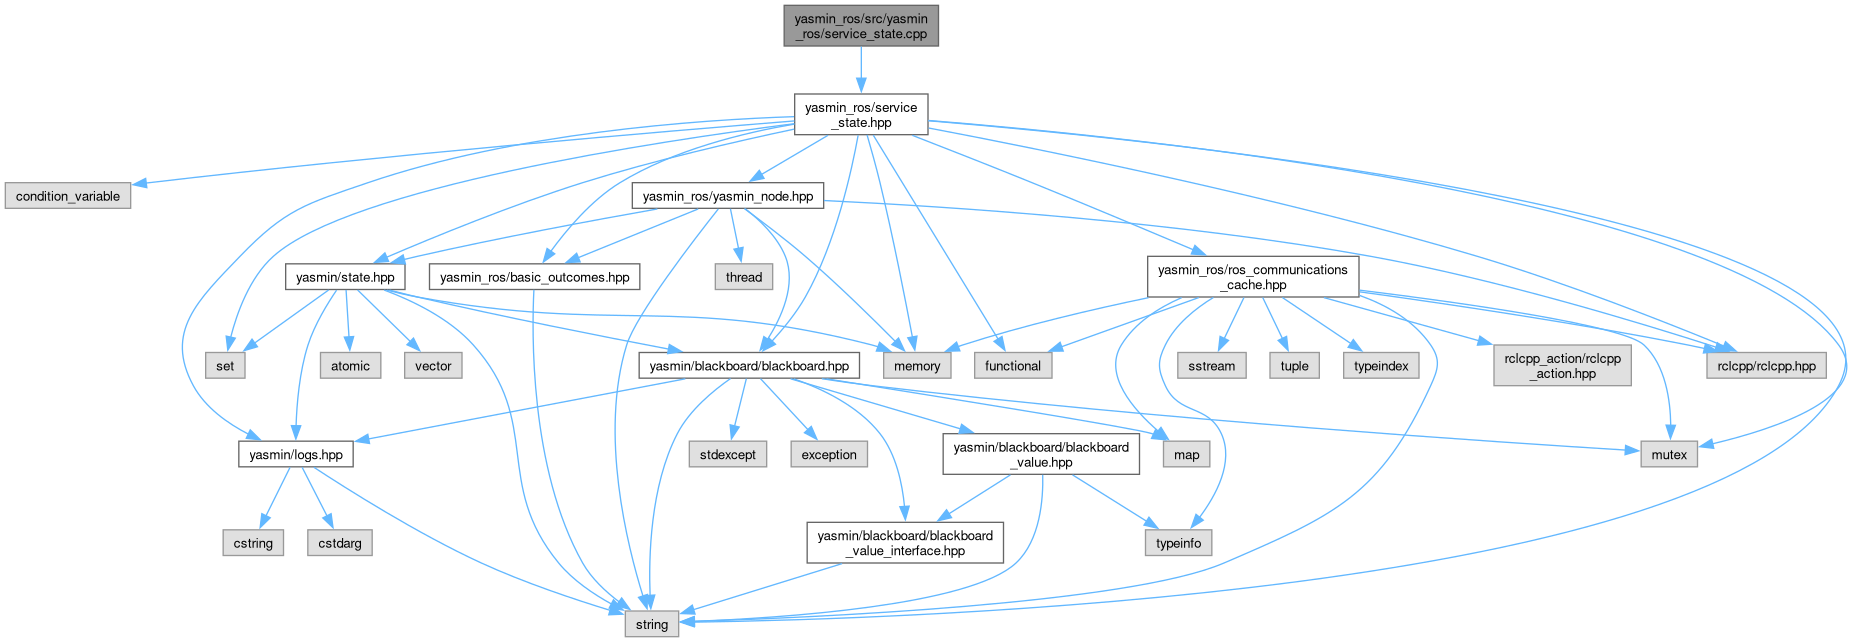 yasmin_ros/src/yasmin
_ros/service_state.cpp
yasmin_ros/service
_state.hpp
condition_variable
yasmin_ros/yasmin_node.hpp
yasmin/state.hpp
yasmin_ros/basic_outcomes.hpp
thread
yasmin_ros/ros_communications
_cache.hpp
set
atomic
vector
yasmin/blackboard/blackboard.hpp
memory
functional
sstream
tuple
typeindex
rclcpp_action/rclcpp
_action.hpp
rclcpp/rclcpp.hpp
yasmin/logs.hpp
stdexcept
exception
yasmin/blackboard/blackboard
_value.hpp
map
mutex
cstring
cstdarg
yasmin/blackboard/blackboard
_value_interface.hpp
typeinfo
string